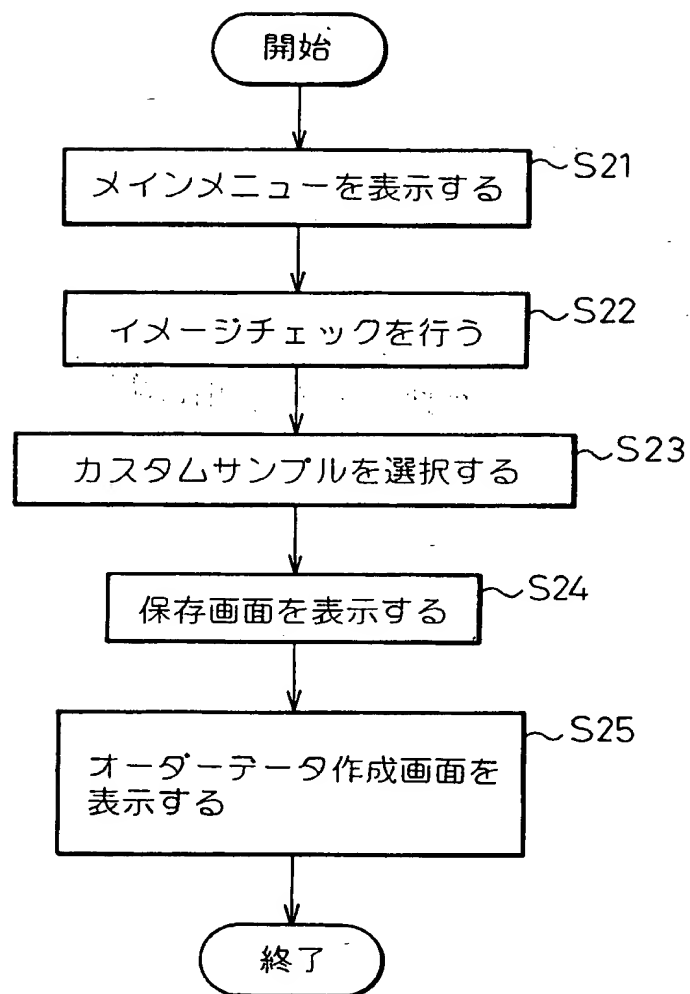 開始
メインメニューを表示する
S21
イメージチェックを行う
S22
カスタムサンプルを選択する
S23
保存画面を表示する
S24
オーダーデータ作成画面を
表示する
S25
終了